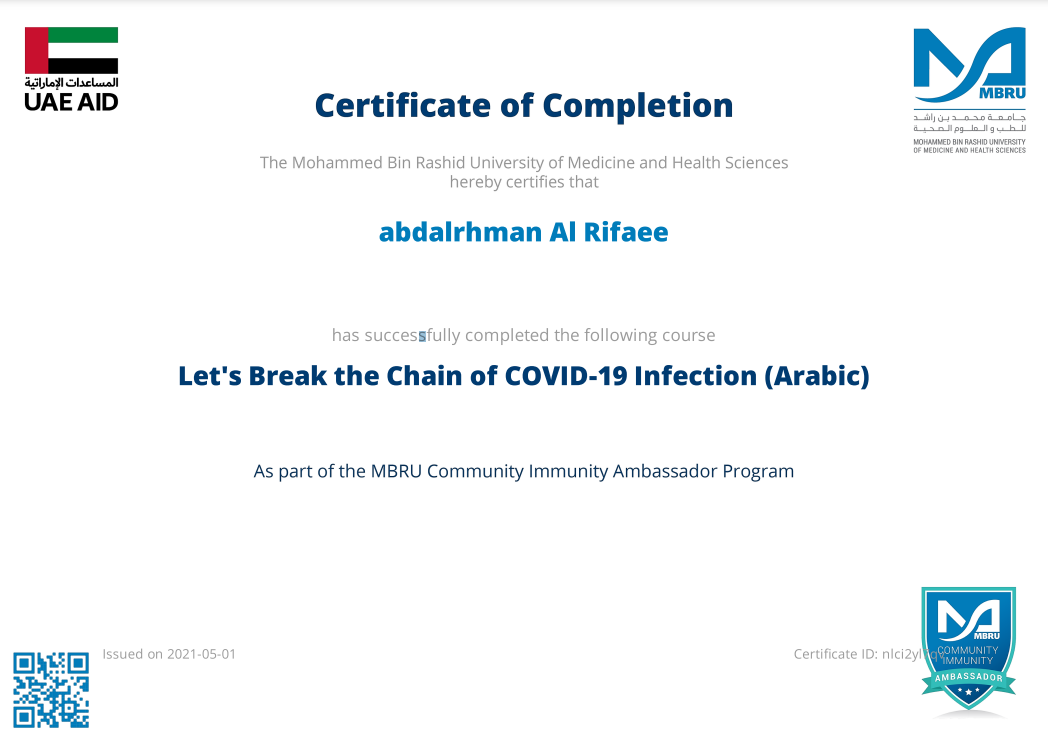 المساعدات الإماراتية
UAE AID
MBRU
جامعة محمد بن راشد
للطب و العلوم الصحية
MOHAMMED BIN RASHID UNIVERSITY
OF MEDICINE AND HEALTH SCIENCES
Certificate of Completion
The Mohammed Bin Rashid University of Medicine and Health Sciences
hereby certifies that
abdalrhman Al Rifaee
has successfully completed the following course
Let's Break the Chain of COVID-19 Infection (Arabic)
As part of the MBRU Community Immunity Ambassador Program
Issued on 2021-05-01
Certificate ID:
MBRU
COMMUNITY
IMMUNITY
AMBASSADOR